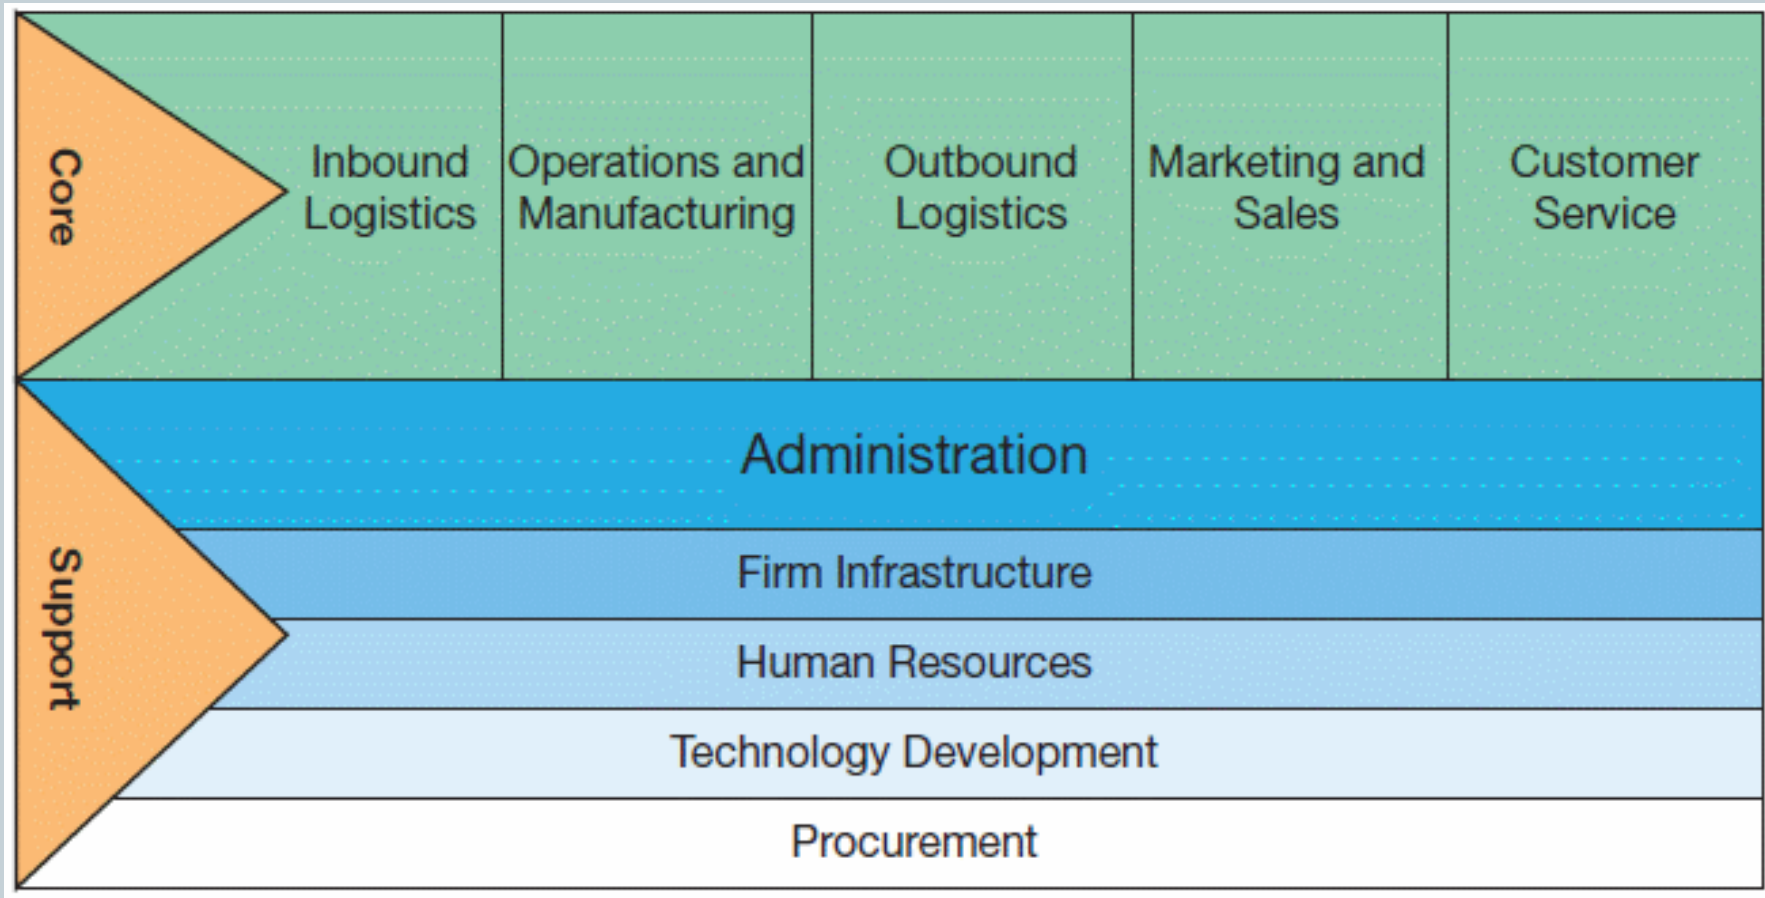 Core
Inbound
Logistics
Operations and
Manufacturing
Outbound
Logistics
Marketing and
Sales
Customer
Service
Support
Administration
Firm Infrastructure
Human Resources
Technology Development
Procurement